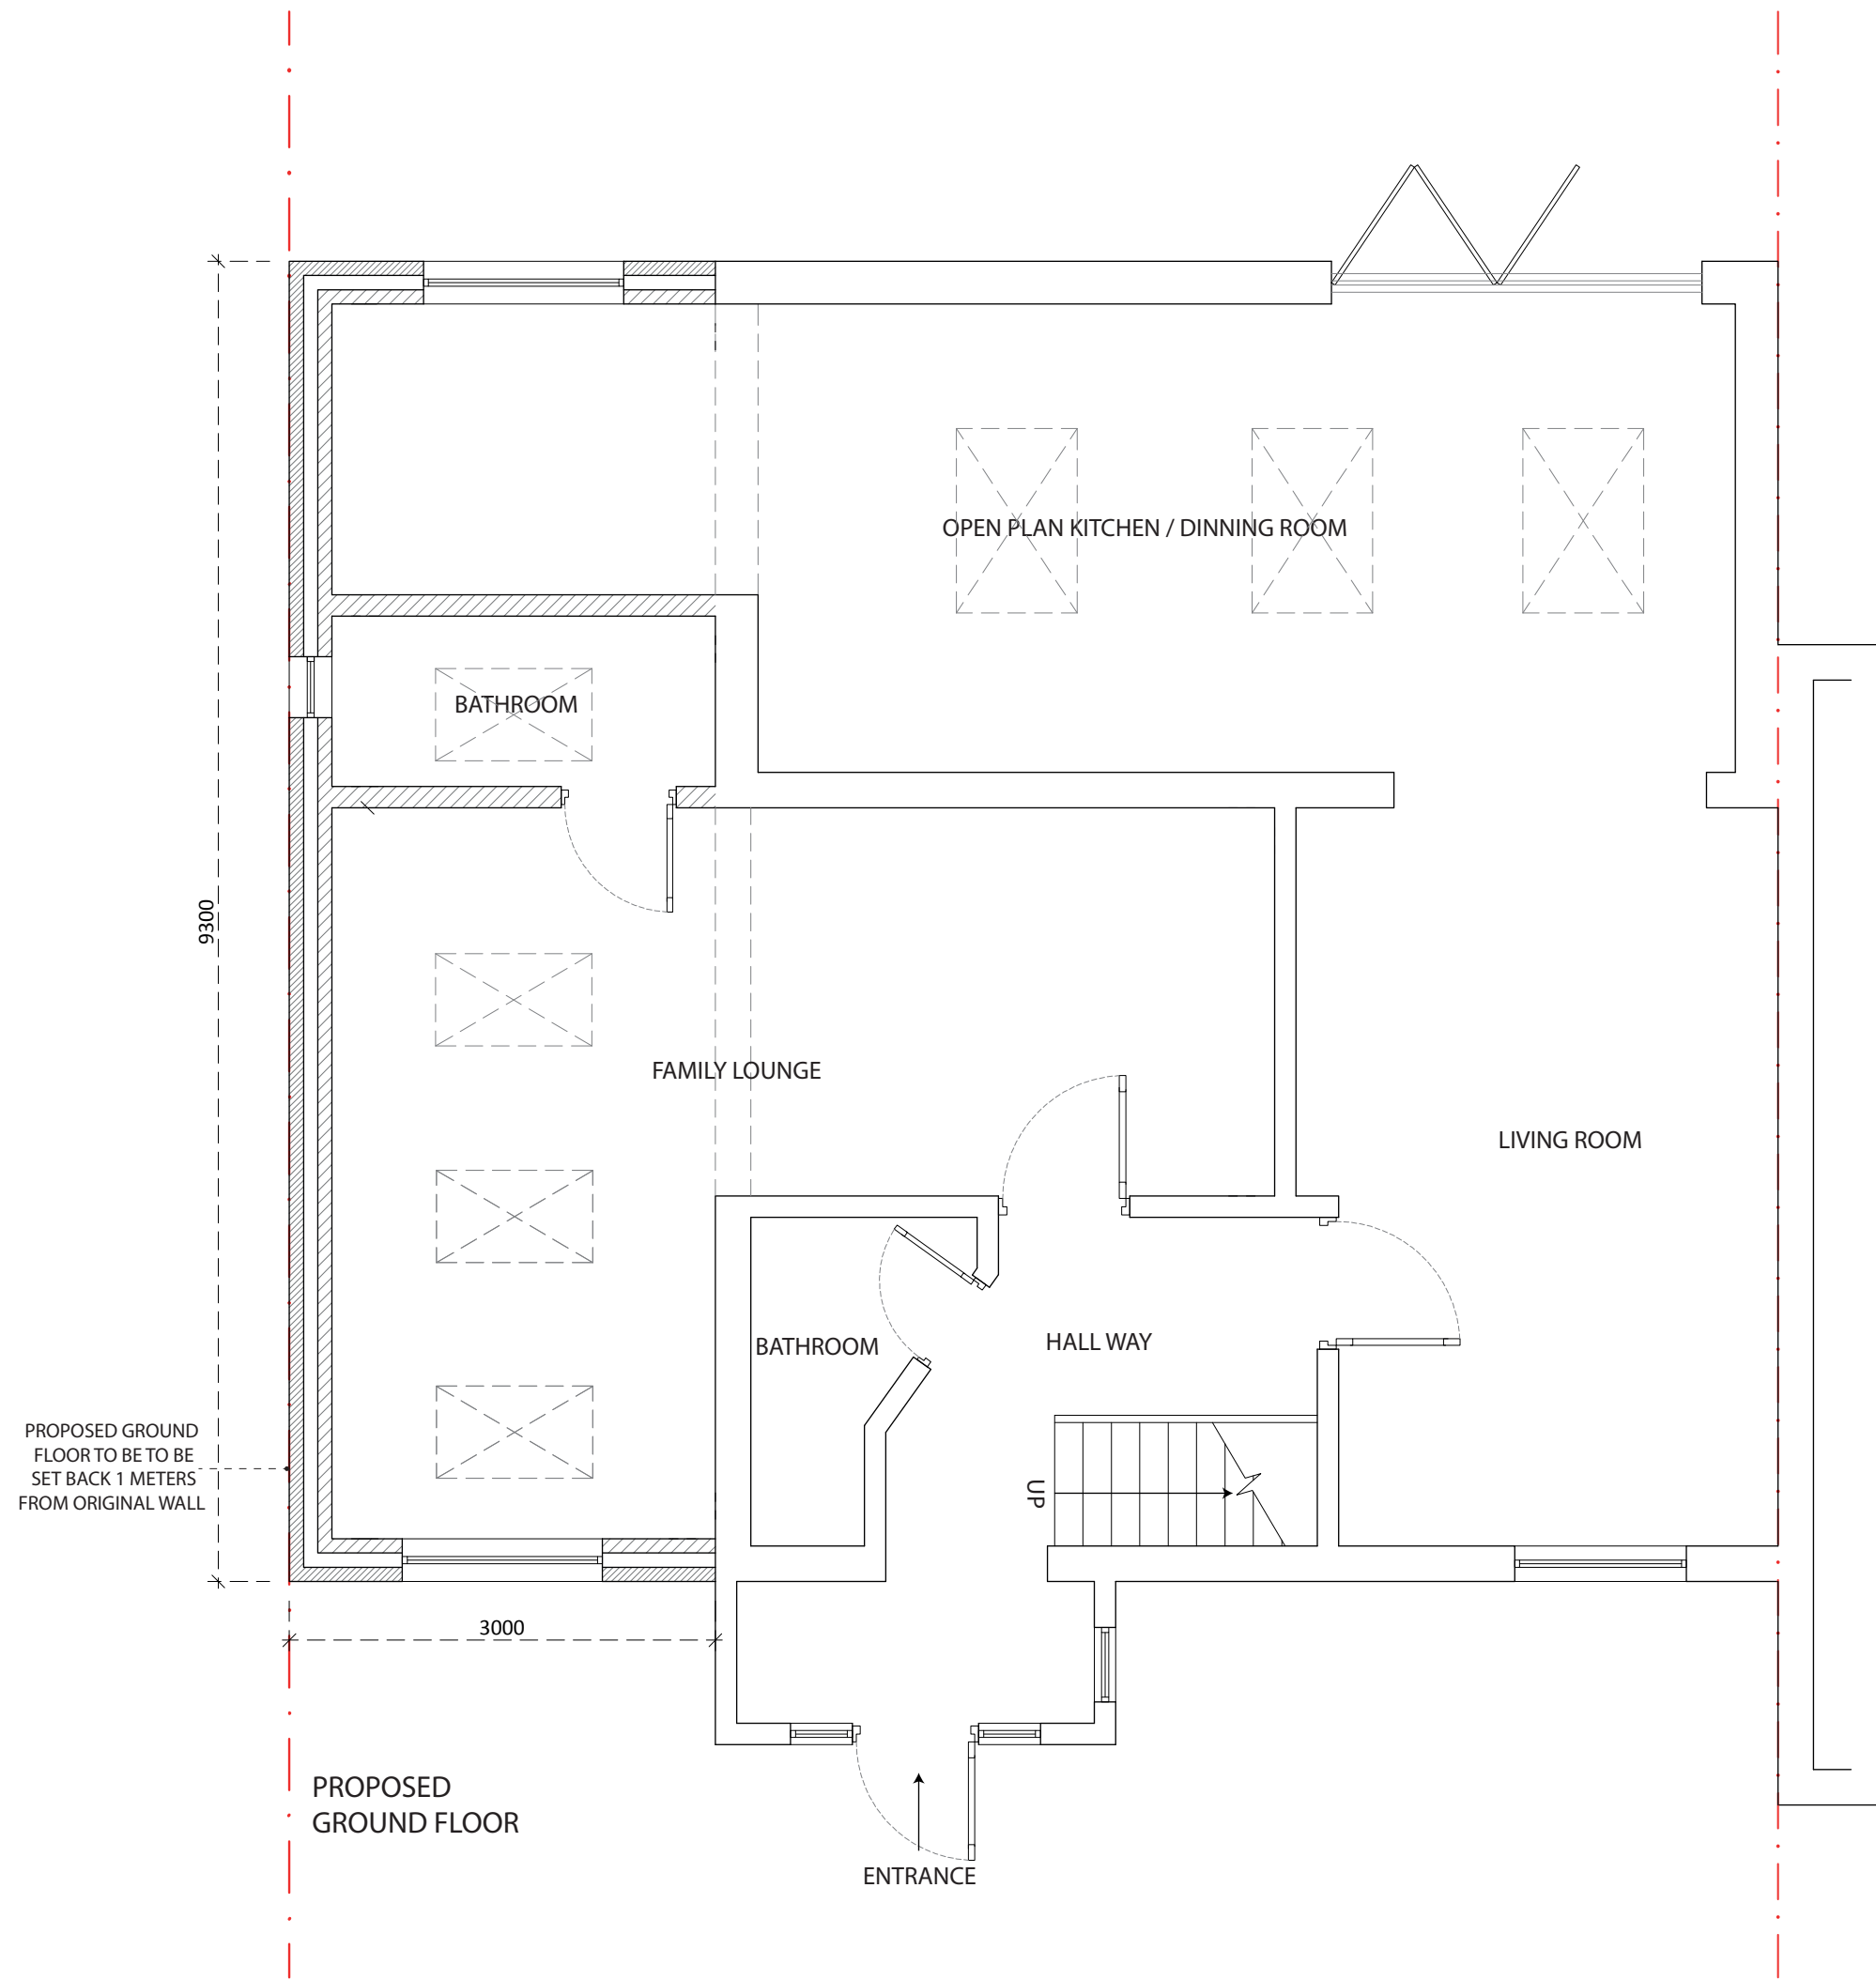 OPEN PLAN KITCHEN / DINNING ROOM
BATHROOM
9300
FAMILY LOUNGE
LIVING ROOM
BATHROOM
HALL WAY
UP
PROPOSED GROUND
FLOOR TO BE TO BE
SET BACK 1 METERS
FROM ORIGINAL WALL
3000
PROPOSED
GROUND FLOOR
ENTRANCE